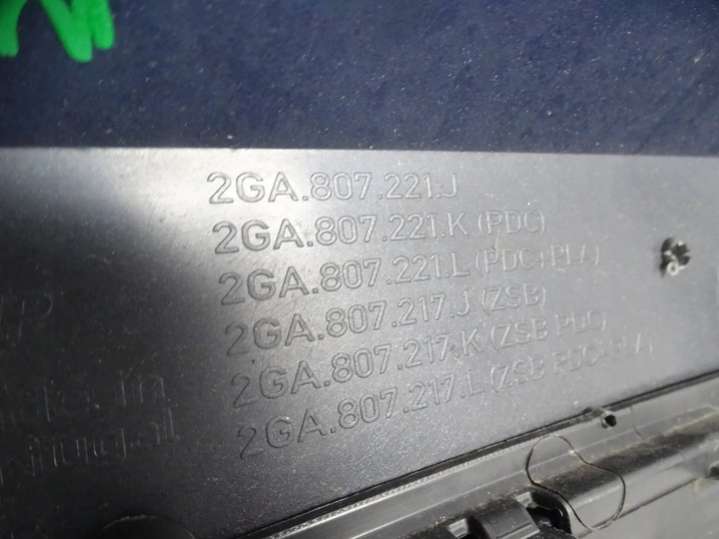 2GA.807.221.J
2GA.807.221.K (PDC)
2GA.807.221.L (PDC+PLA)
2GA.807.217.J (ZSB)
2GA.807.217.K (ZSB PDC)
2GA.807.217.L (ZSB PDC+PLA)